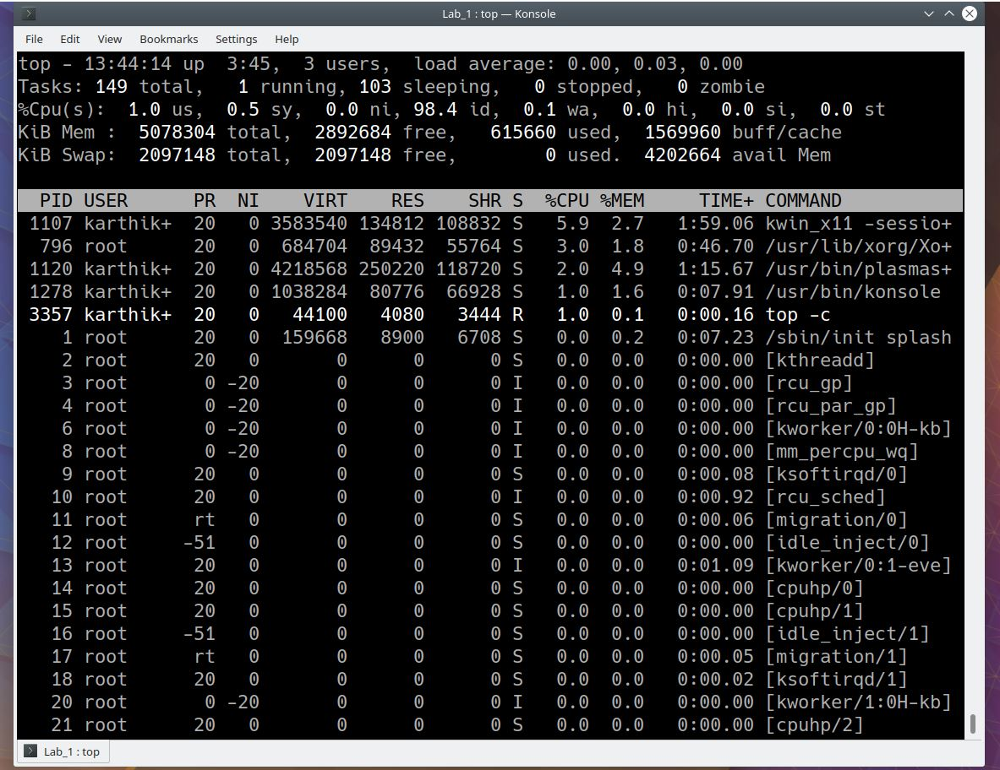 Lab_1 : top — Konsole
File Edit View Bookmarks Settings Help
top - 13:44:14 up  3:45,  3 users,  load average: 0.00, 0.03, 0.00
Tasks: 149 total,   1 running, 103 sleeping,   0 stopped,   0 zombie
%Cpu(s):  1.0 us,  0.5 sy,  0.0 ni, 98.4 id,  0.1 wa,  0.0 hi,  0.0 si,  0.0 st
KiB Mem :  5078304 total,  2892684 free,   615660 used,  1569960 buff/cache
KiB Swap:  2097148 total,  2097148 free,        0 used.  4202664 avail Mem
PID USER      PR  NI    VIRT    RES    SHR S  %CPU %MEM     TIME+ COMMAND
1107 karthik+  20   0 3583540 134812 108832 S   5.9  2.7   1:59.06 kwin_x11 -sessio+
796 root      20   0  684704  89432  55764 S   3.0  1.8   0:46.70 /usr/lib/xorg/Xo+
1120 karthik+  20   0 4218568 250220 118720 S   2.0  4.9   1:15.67 /usr/bin/plasmas+
1278 karthik+  20   0 1038284  80776  66928 S   1.0  1.6   0:07.91 /usr/bin/konsole
3357 karthik+  20   0   44100   4080   3444 R   1.0  0.1   0:00.16 top -c
1 root      20   0  159668   8900   6708 S   0.0  0.2   0:07.23 /sbin/init splash
2 root      20   0       0      0      0 S   0.0  0.0   0:00.00 [kthreadd]
3 root       0 -20       0      0      0 I   0.0  0.0   0:00.00 [rcu_gp]
4 root       0 -20       0      0      0 I   0.0  0.0   0:00.00 [rcu_par_gp]
6 root       0 -20       0      0      0 I   0.0  0.0   0:00.00 [kworker/0:0H-kb]
8 root       0 -20       0      0      0 I   0.0  0.0   0:00.00 [mm_percpu_wq]
9 root      20   0       0      0      0 S   0.0  0.0   0:00.08 [ksoftirqd/0]
10 root      20   0       0      0      0 I   0.0  0.0   0:00.92 [rcu_sched]
11 root      rt   0       0      0      0 S   0.0  0.0   0:00.06 [migration/0]
12 root     -51   0       0      0      0 S   0.0  0.0   0:00.00 [idle_inject/0]
13 root      20   0       0      0      0 I   0.0  0.0   0:01.09 [kworker/0:1-eve]
14 root      20   0       0      0      0 S   0.0  0.0   0:00.00 [cpuhp/0]
15 root      20   0       0      0      0 S   0.0  0.0   0:00.00 [cpuhp/1]
16 root     -51   0       0      0      0 S   0.0  0.0   0:00.00 [idle_inject/1]
17 root      rt   0       0      0      0 S   0.0  0.0   0:00.05 [migration/1]
18 root      20   0       0      0      0 S   0.0  0.0   0:00.02 [ksoftirqd/1]
20 root       0 -20       0      0      0 I   0.0  0.0   0:00.00 [kworker/1:0H-kb]
21 root      20   0       0      0      0 S   0.0  0.0   0:00.00 [cpuhp/2]
Lab_1 : top